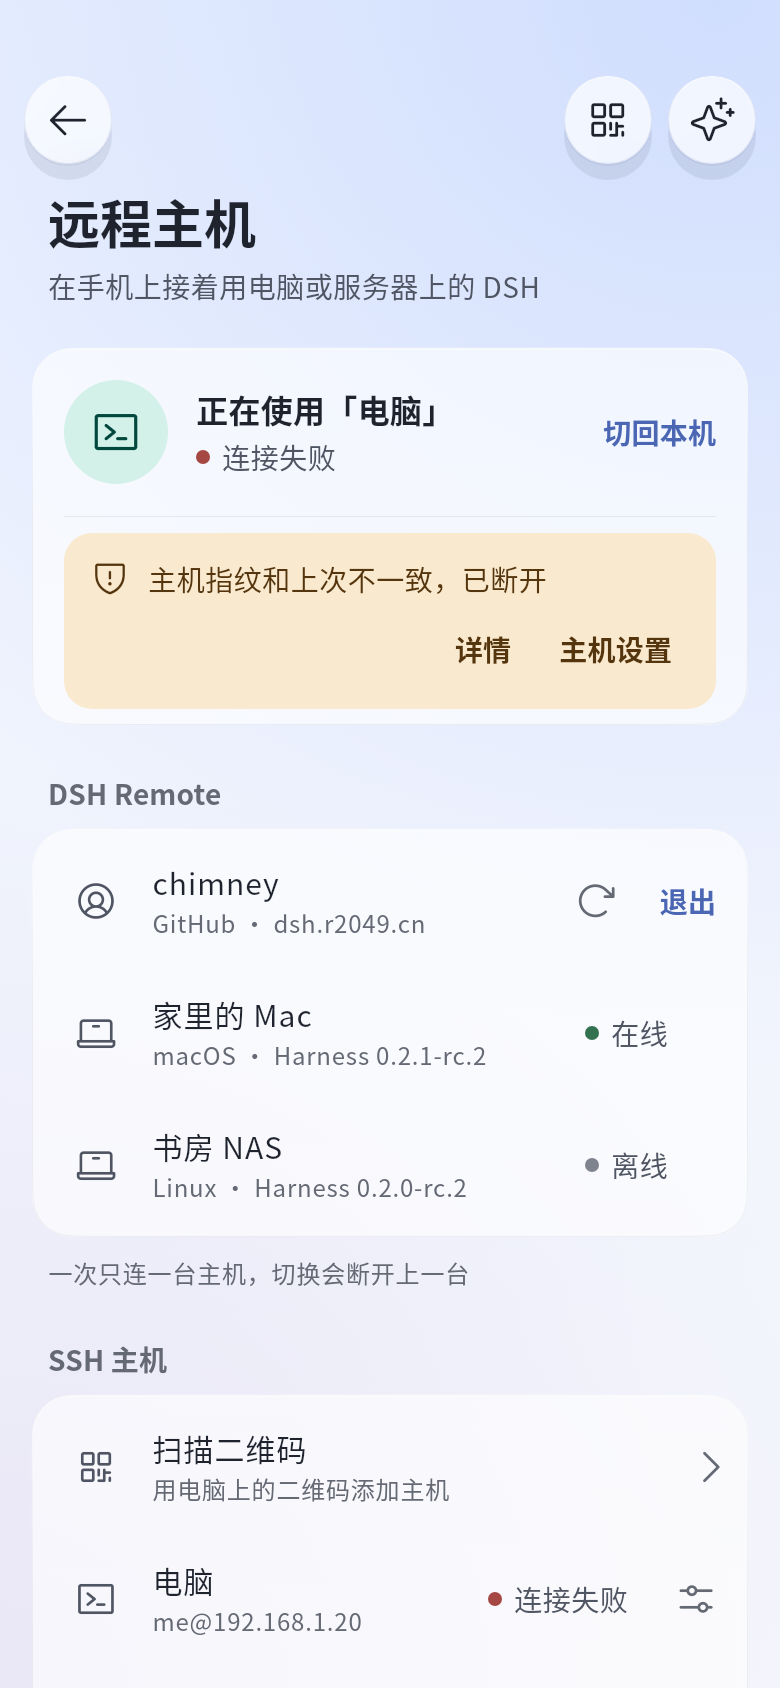 远程主机
在手机上接着用电脑或服务器上的 DSH
正在使用「电脑」
连接失败
切回本机
主机指纹和上次不一致，已断开
详情
主机设置
DSH Remote
chimney
GitHub • dsh.r2049.cn
退出
家里的 Mac
macOS • Harness 0.2.1-rc.2
在线
书房 NAS
Linux • Harness 0.2.0-rc.2
离线
一次只连一台主机，切换会断开上一台
SSH 主机
扫描二维码
用电脑上的二维码添加主机
电脑
me@192.168.1.20
连接失败